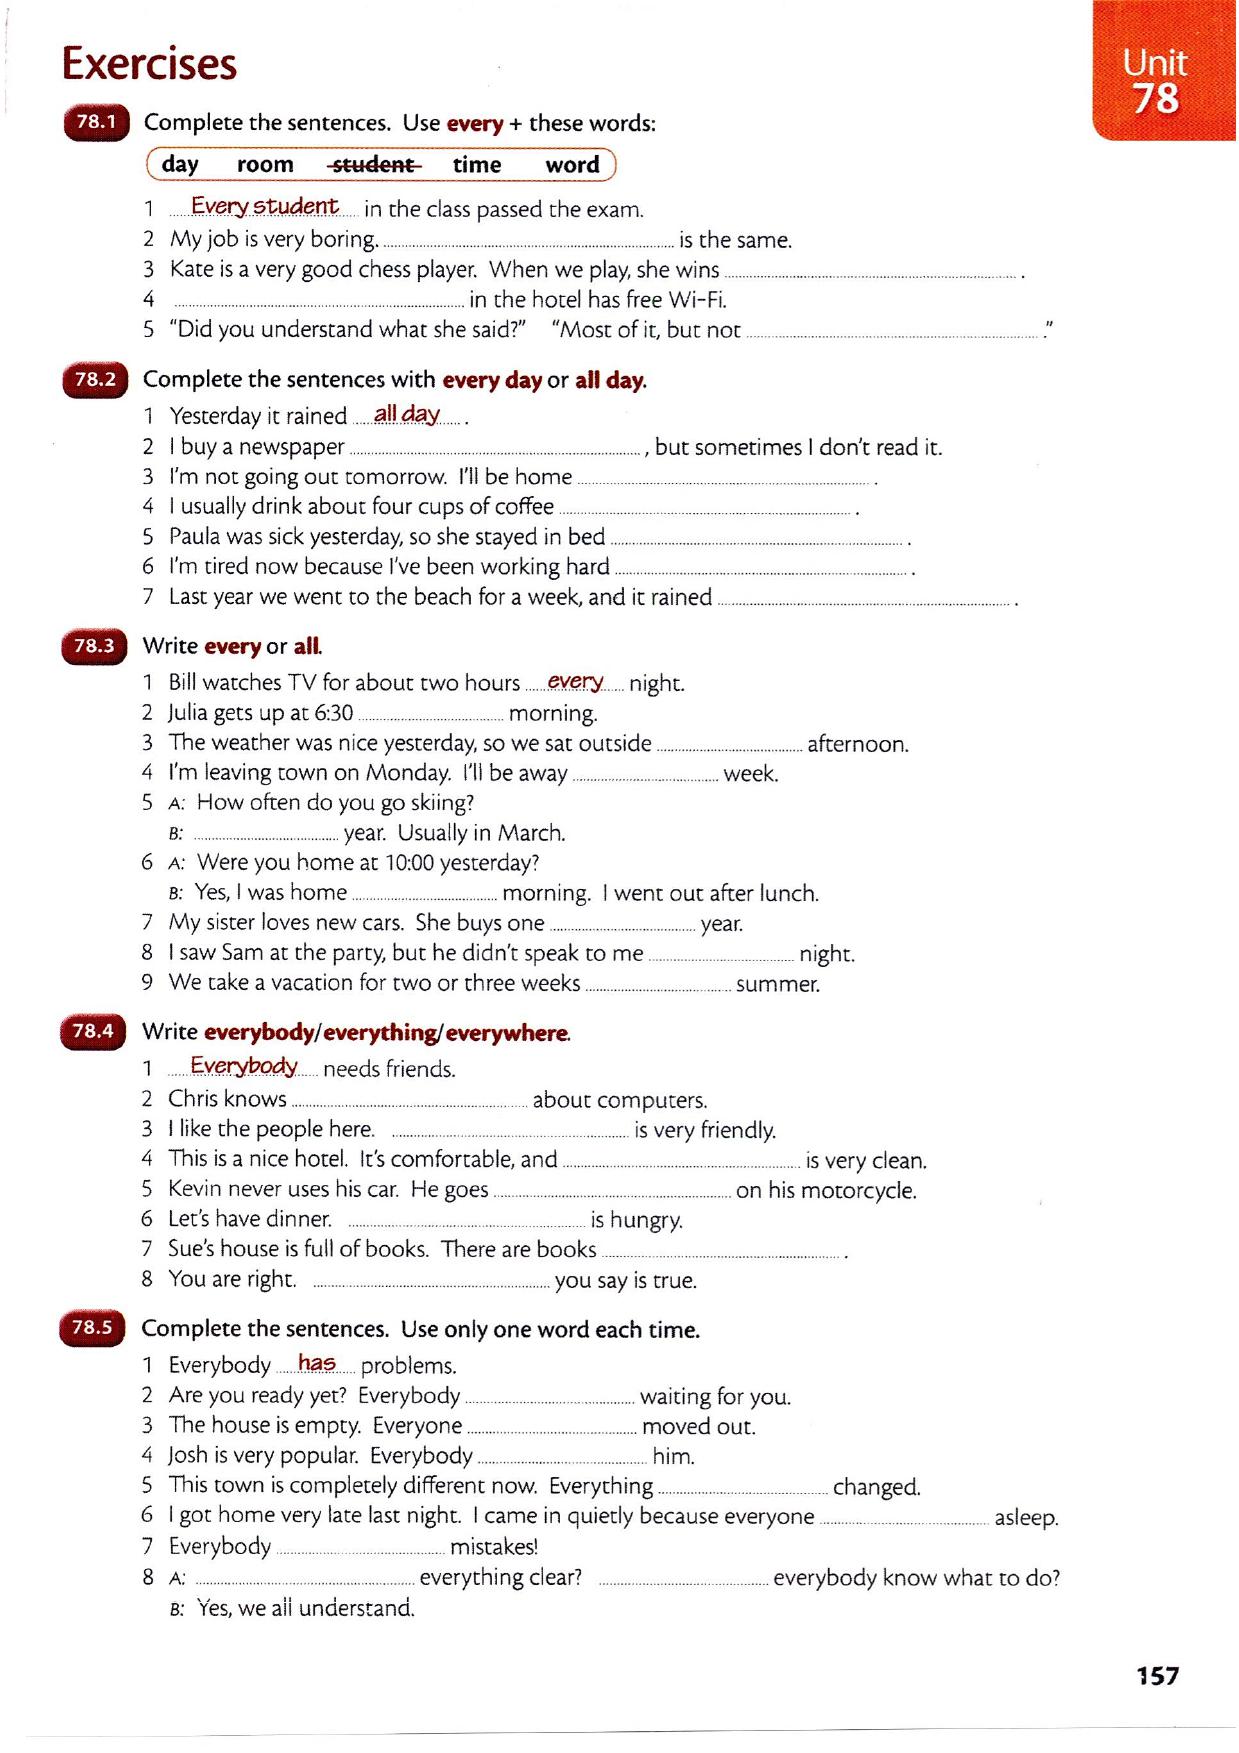 Exercises
Unit
78
78.1 Complete the sentences. Use every + these words:
day room student time word
1 Every student in the class passed the exam.
2 My job is very boring. is the same.
3 Kate is a very good chess player. When we play, she wins .
4 in the hotel has free Wi-Fi.
5 "Did you understand what she said?" "Most of it, but not ."
78.2 Complete the sentences with every day or all day.
1 Yesterday it rained all day .
2 I buy a newspaper , but sometimes I don't read it.
3 I'm not going out tomorrow. I'll be home .
4 I usually drink about four cups of coffee .
5 Paula was sick yesterday, so she stayed in bed .
6 I'm tired now because I've been working hard .
7 Last year we went to the beach for a week, and it rained .
78.3 Write every or all.
1 Bill watches TV for about two hours every night.
2 Julia gets up at 6:30 morning.
3 The weather was nice yesterday, so we sat outside afternoon.
4 I'm leaving town on Monday. I'll be away week.
5 A: How often do you go skiing?
B: year. Usually in March.
6 A: Were you home at 10:00 yesterday?
B: Yes, I was home morning. I went out after lunch.
7 My sister loves new cars. She buys one year.
8 I saw Sam at the party, but he didn't speak to me night.
9 We take a vacation for two or three weeks summer.
78.4 Write everybody/everything/everywhere.
1 Everybody needs friends.
2 Chris knows about computers.
3 I like the people here. is very friendly.
4 This is a nice hotel. It's comfortable, and is very clean.
5 Kevin never uses his car. He goes on his motorcycle.
6 Let's have dinner. is hungry.
7 Sue's house is full of books. There are books .
8 You are right. you say is true.
78.5 Complete the sentences. Use only one word each time.
1 Everybody has problems.
2 Are you ready yet? Everybody waiting for you.
3 The house is empty. Everyone moved out.
4 Josh is very popular. Everybody him.
5 This town is completely different now. Everything changed.
6 I got home very late last night. I came in quietly because everyone asleep.
7 Everybody mistakes!
8 A: everything clear? everybody know what to do?
B: Yes, we all understand.
157